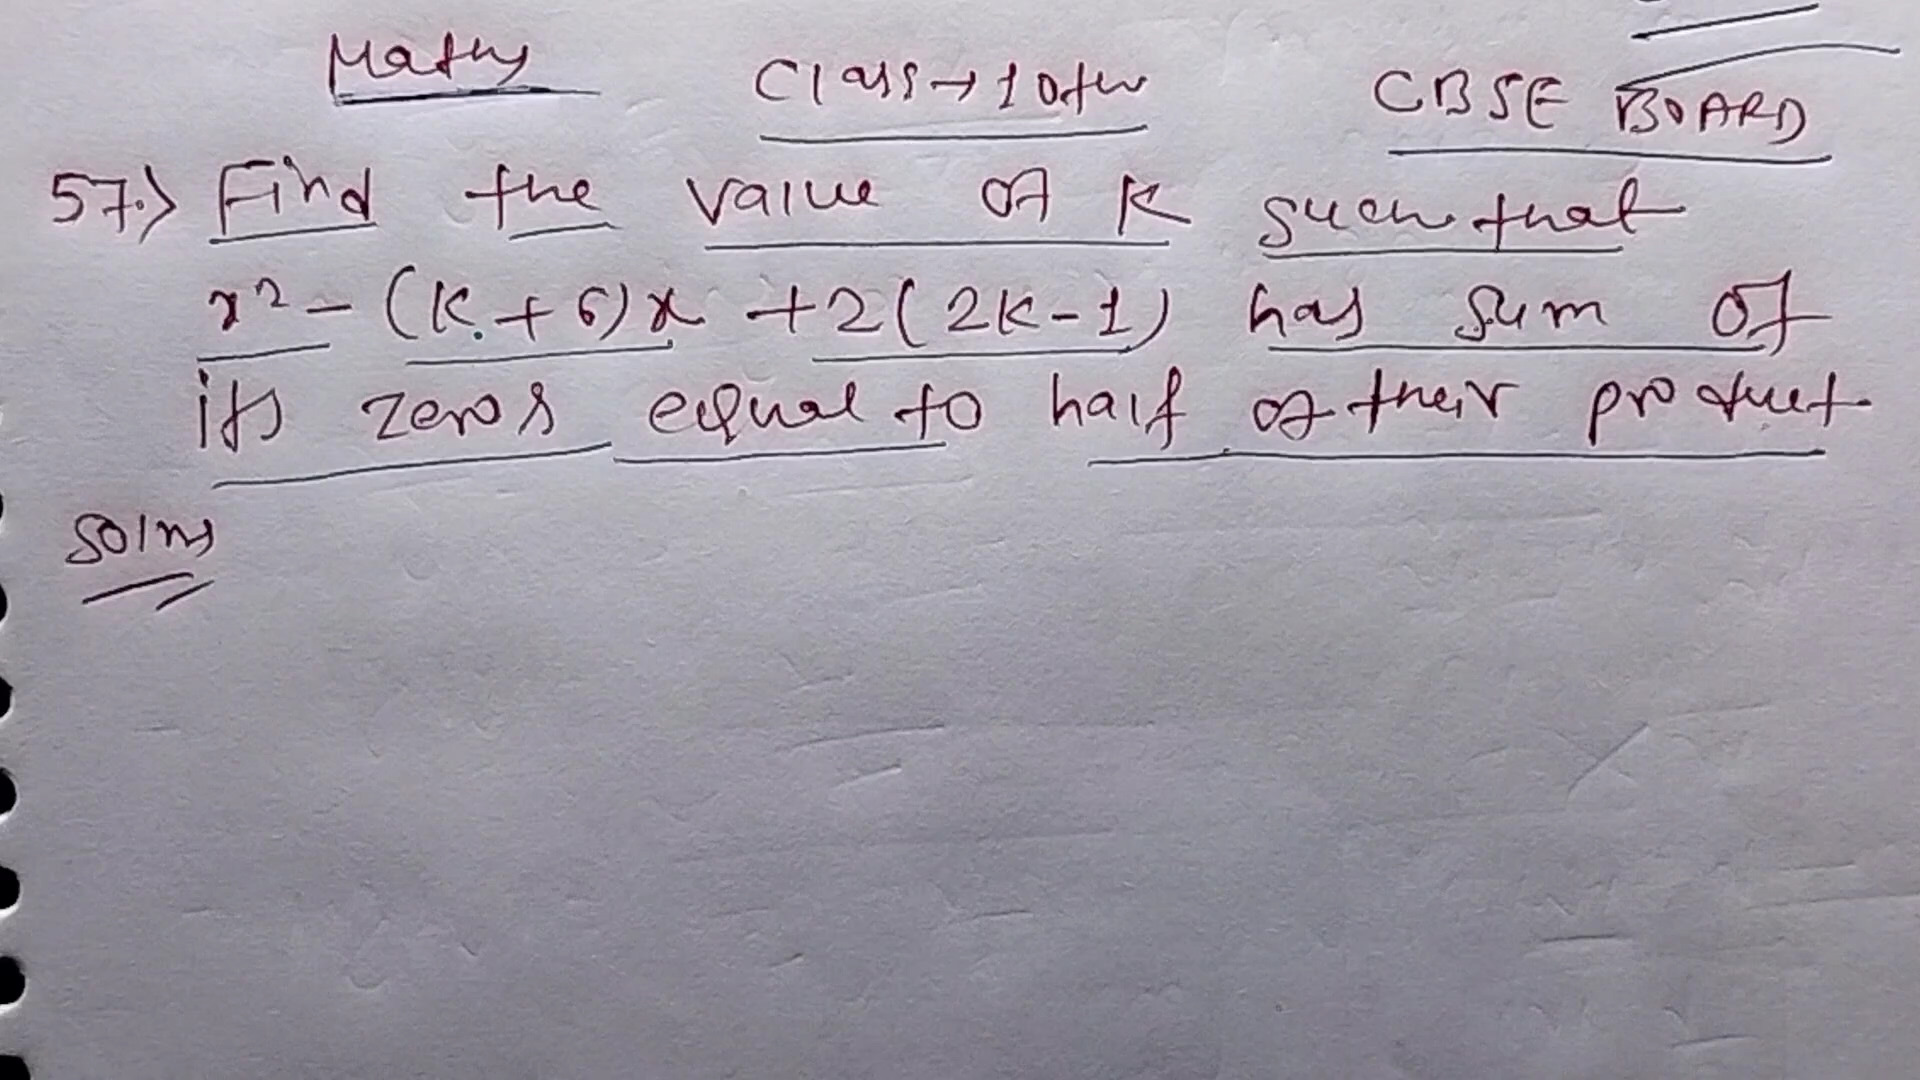 Maths Class → 10th CBSE BOARD
57.) Find the value of K such that
x² - (K + 6)x + 2(2K - 1) has sum of
its zeros equal to half of their product.
Solns